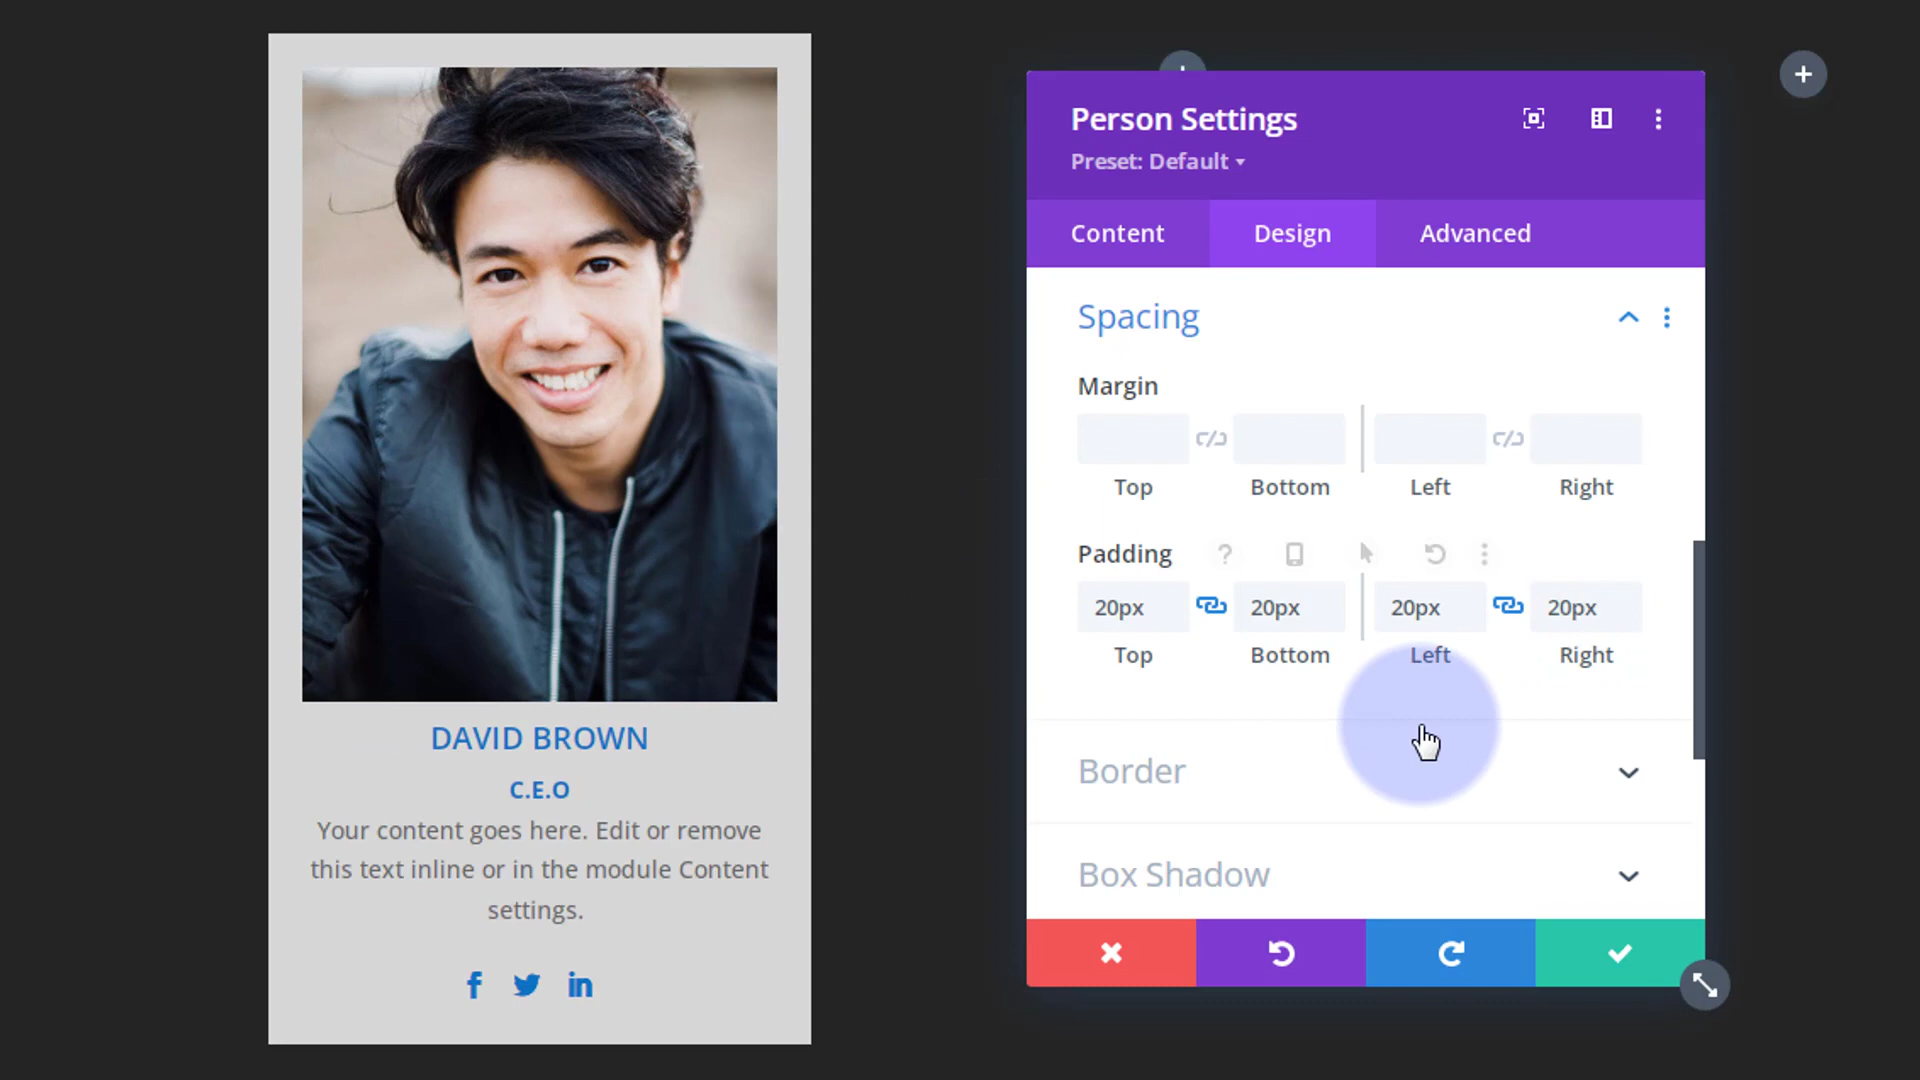 DAVID BROWN
C.E.O
Your content goes here. Edit or remove
this text inline or in the module Content
settings.
Person Settings
Preset: Default
Content Design Advanced
Spacing
Margin
Top Bottom Left Right
Padding
20px 20px 20px 20px
Top Bottom Left Right
Border
Box Shadow